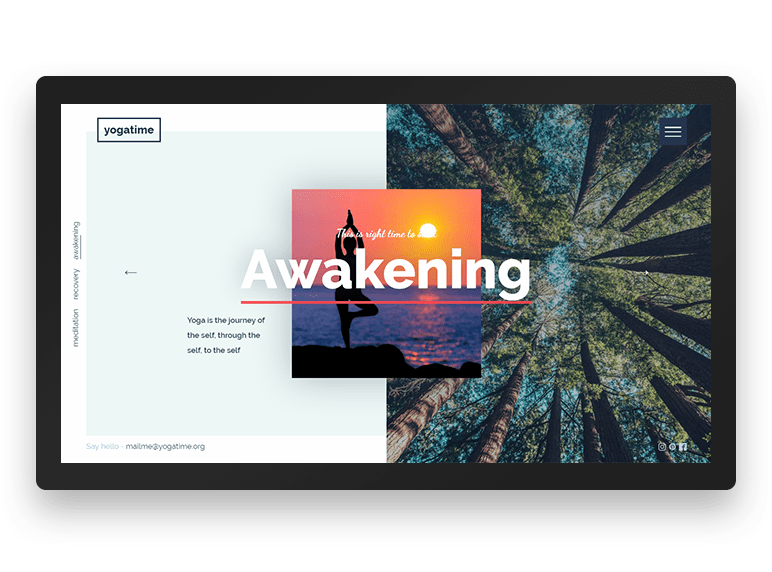 yogatime
awakening
recovery
meditation
This is right time to
Awakening
Yoga is the journey of
the self, through the
self, to the self
Say hello - mailme@yogatime.org